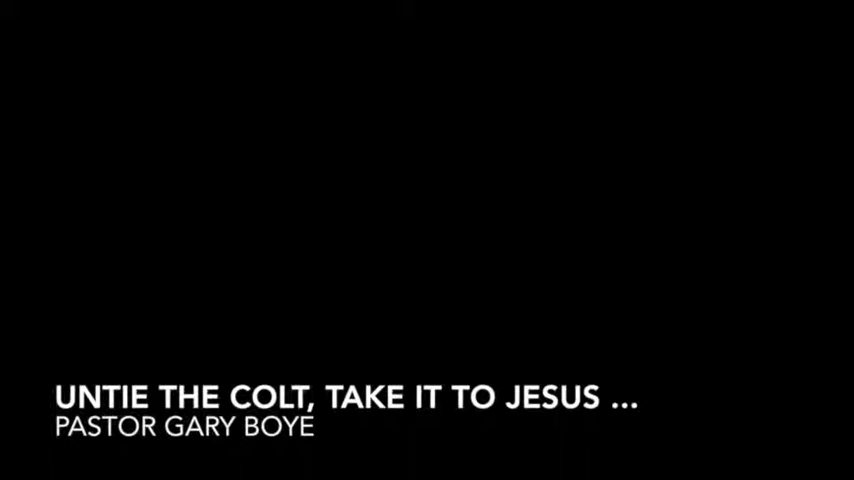 UNTIE THE COLT, TAKE IT TO JESUS ...
PASTOR GARY BOYE